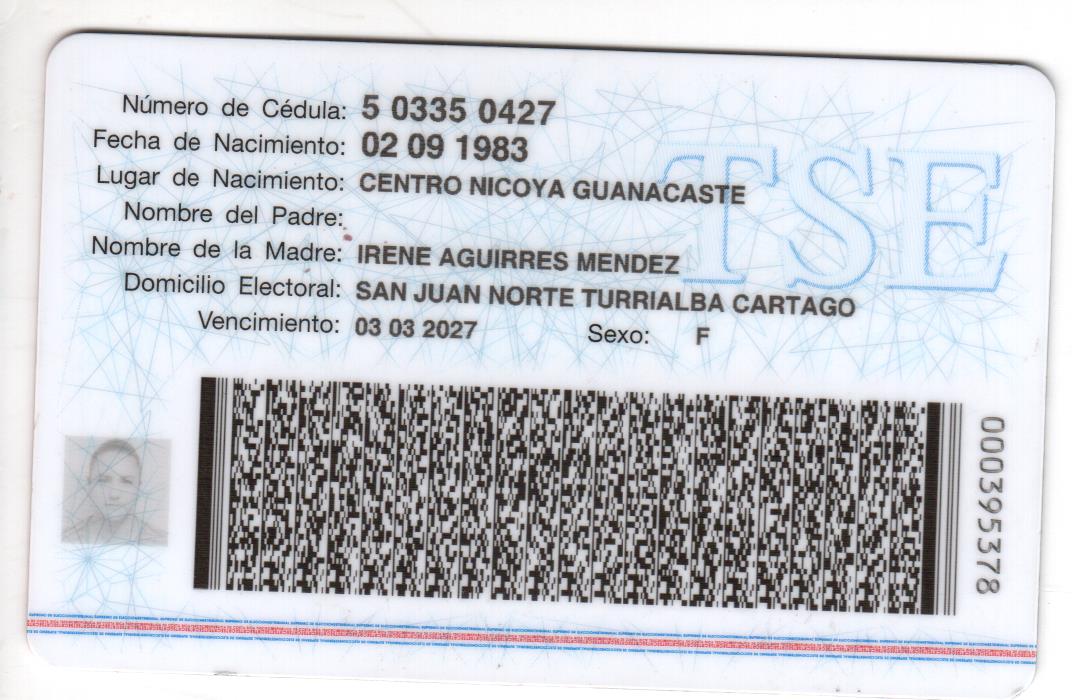 Número de Cédula: 5 0335 0427
Fecha de Nacimiento: 02 09 1983
Lugar de Nacimiento: CENTRO NICOYA GUANACASTE
Nombre del Padre:
Nombre de la Madre: IRENE AGUIRRES MENDEZ
Domicilio Electoral: SAN JUAN NORTE TURRIALBA CARTAGO
Vencimiento: 03 03 2027 Sexo: F
TSE
000395378